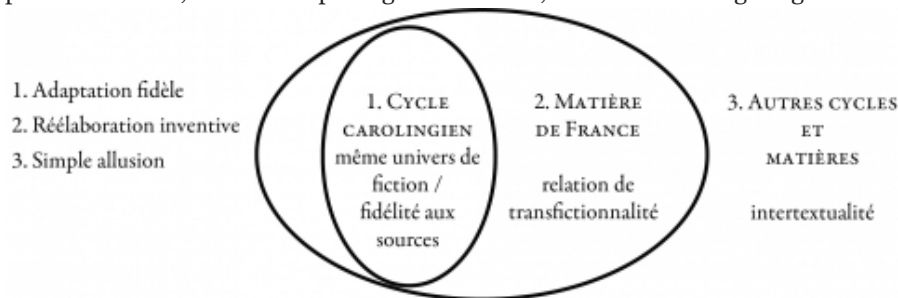 1. Adaptation fidèle
2. Réélaboration inventive
3. Simple allusion
1. CYCLE
CAROLINGIEN
même univers de
fiction /
fidélité aux
sources
2. MATIÈRE
DE FRANCE
relation de
transfictionnalité
3. AUTRES CYCLES
ET
MATIÈRES
intertextualité